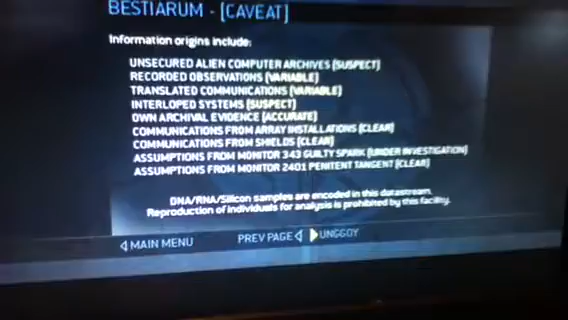 BESTIARUM - [CAVEAT]
Information origins include:
UNSECURED ALIEN COMPUTER ARCHIVES [SUSPECT]
RECORDED OBSERVATIONS [VARIABLE]
TRANSLATED COMMUNICATIONS [VARIABLE]
INTERLOPED SYSTEMS [SUSPECT]
OWN ARCHIVAL EVIDENCE [ACCURATE]
COMMUNICATIONS FROM ARRAY INSTALLATIONS [CLEAR]
COMMUNICATIONS FROM SHIELDS [CLEAR]
ASSUMPTIONS FROM MONITOR 343 GUILTY SPARK [UNDER INVESTIGATION]
ASSUMPTIONS FROM MONITOR 2401 PENITENT TANGENT [CLEAR]
DNA/RNA/Silicon samples are encoded in this datastream.
Reproduction of individuals for analysis is prohibited by this facility.
MAIN MENU PREV PAGE UNGGOY